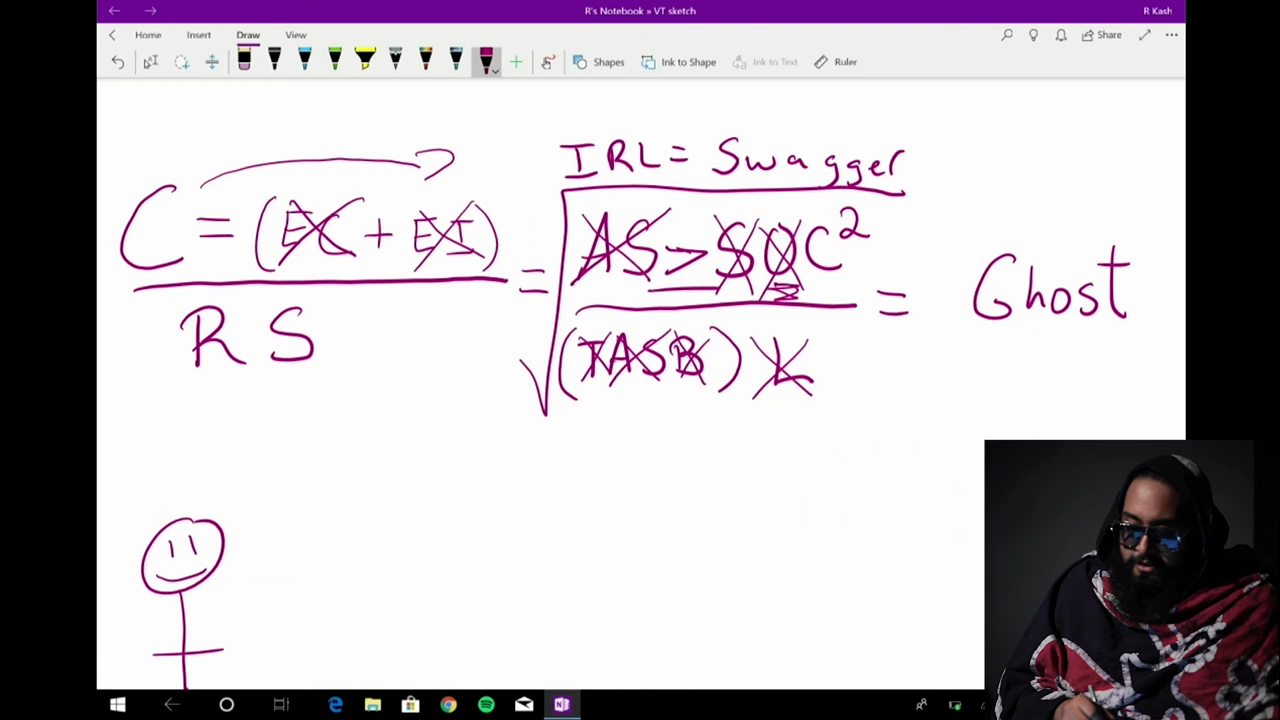 R's Notebook » VT sketch
R Kash
Home Insert Draw View
Share
Shapes Ink to Shape Ink to Text Ruler
IRL = Swagger
C = (EC + EI) = AS ≥ SOC² = Ghost
RS (TASB) L